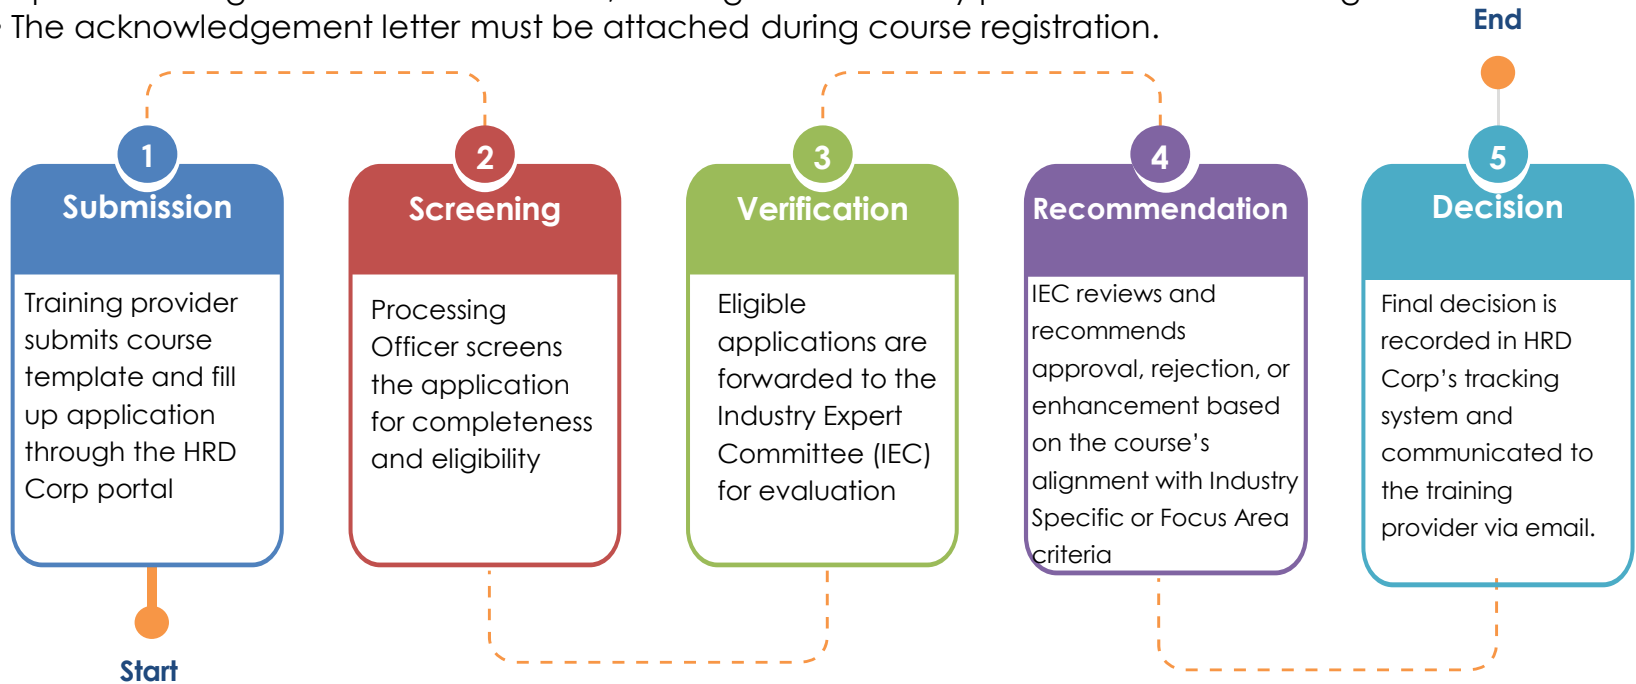 The acknowledgement letter must be attached during course registration.
End
1
Submission
Training provider
submits course
template and fill
up application
through the HRD
Corp portal
Start
2
Screening
Processing
Officer screens
the application
for completeness
and eligibility
3
Verification
Eligible
applications are
forwarded to the
Industry Expert
Committee (IEC)
for evaluation
4
Recommendation
IEC reviews and
recommends
approval, rejection, or
enhancement based
on the course’s
alignment with Industry
Specific or Focus Area
criteria
5
Decision
Final decision is
recorded in HRD
Corp’s tracking
system and
communicated to
the training
provider via email.